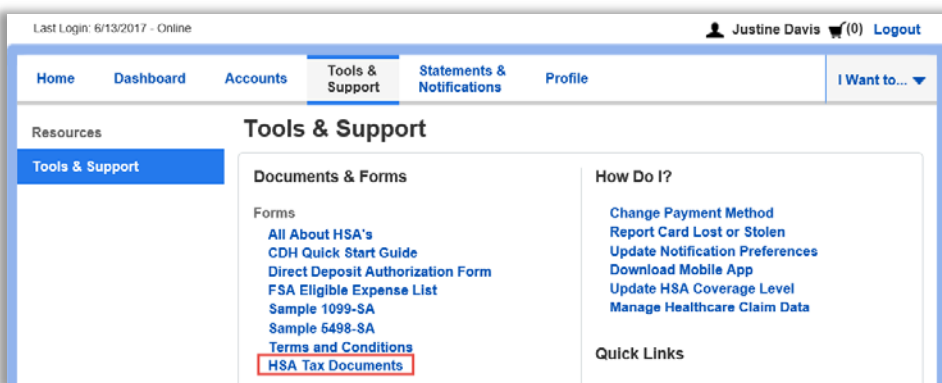 Last Login: 6/13/2017 - Online
Justine Davis (0) Logout
Home Dashboard Accounts Tools & Support Statements & Notifications Profile I Want to...
Resources
Tools & Support
Tools & Support
Documents & Forms
Forms
All About HSA's
CDH Quick Start Guide
Direct Deposit Authorization Form
FSA Eligible Expense List
Sample 1099-SA
Sample 5498-SA
Terms and Conditions
HSA Tax Documents
How Do I?
Change Payment Method
Report Card Lost or Stolen
Update Notification Preferences
Download Mobile App
Update HSA Coverage Level
Manage Healthcare Claim Data
Quick Links